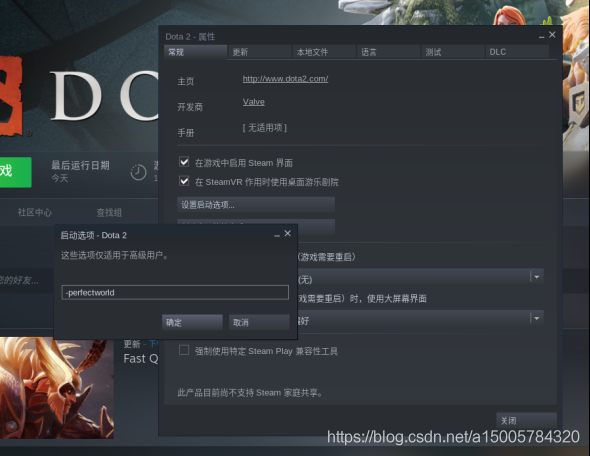 Dota 2 - 属性
常规 更新 本地文件 语言 测试 DLC
主页 http://www.dota2.com/
开发商 Valve
手册 [ 无适用项 ]
DO
戏
最后运行日期
今天
在游戏中启用 Steam 界面
在 SteamVR 作用时使用桌面游乐剧院
设置启动选项...
社区中心 查找组
启动选项 - Dota 2
这些选项仅适用于高级用户。
-perfectworld
确定 取消
您的好友...
(游戏需要重启)
(无)
戏需要重启）时，使用大屏幕界面
好
更新
Fast Q
强制使用特定 Steam Play 兼容性工具
此产品目前尚不支持 Steam 家庭共享。
关闭
https://blog.csdn.net/a15005784320